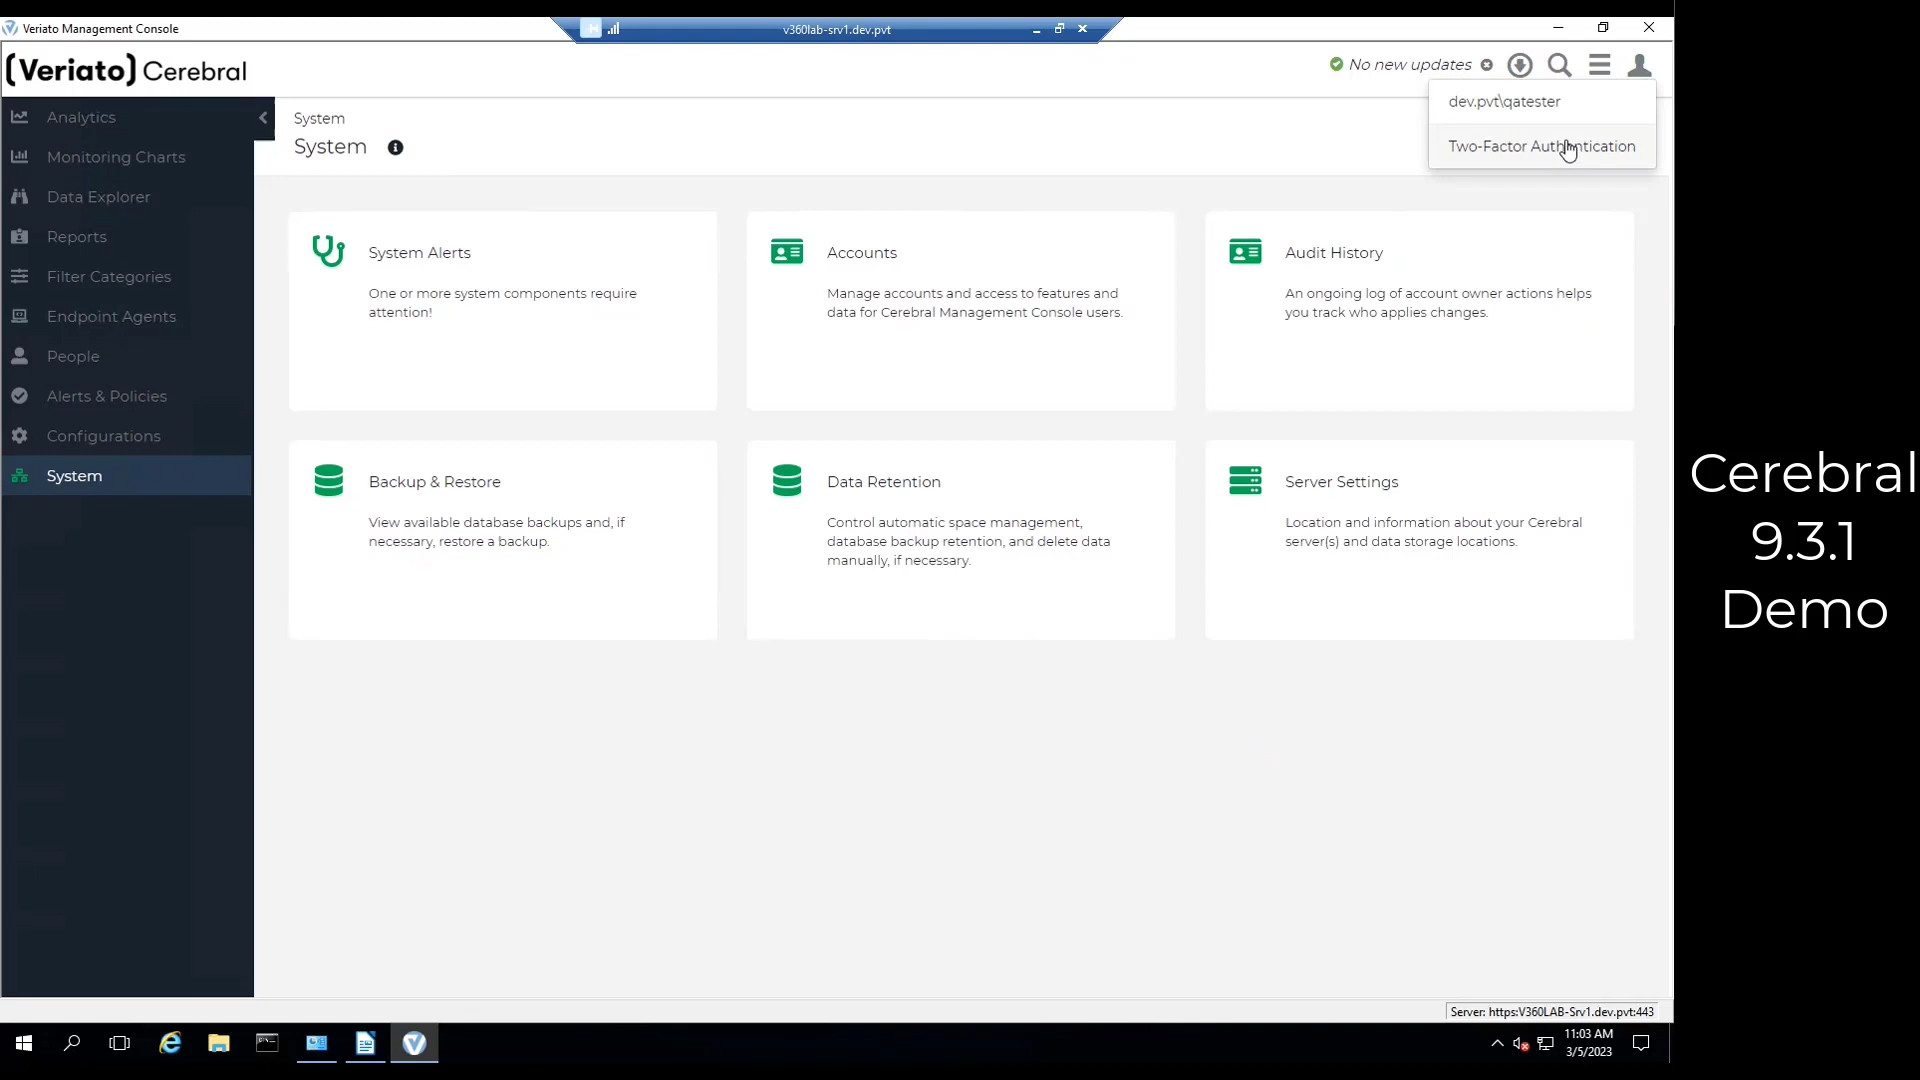 Veriato Management Console
v360lab-srv1.dev.pvt
(Veriato) Cerebral
No new updates
dev.pvt\qatester
Two-Factor Authentication
Analytics
Monitoring Charts
Data Explorer
Reports
Filter Categories
Endpoint Agents
People
Alerts & Policies
Configurations
System
System
System
System Alerts
One or more system components require
attention!
Accounts
Manage accounts and access to features and
data for Cerebral Management Console users.
Audit History
An ongoing log of account owner actions helps
you track who applies changes.
Backup & Restore
View available database backups and, if
necessary, restore a backup.
Data Retention
Control automatic space management,
database backup retention, and delete data
manually, if necessary.
Server Settings
Location and information about your Cerebral
server(s) and data storage locations.
Cerebral
9.3.1
Demo
Server: https:V360LAB-Srv1.dev.pvt:443
11:03 AM
3/5/2023